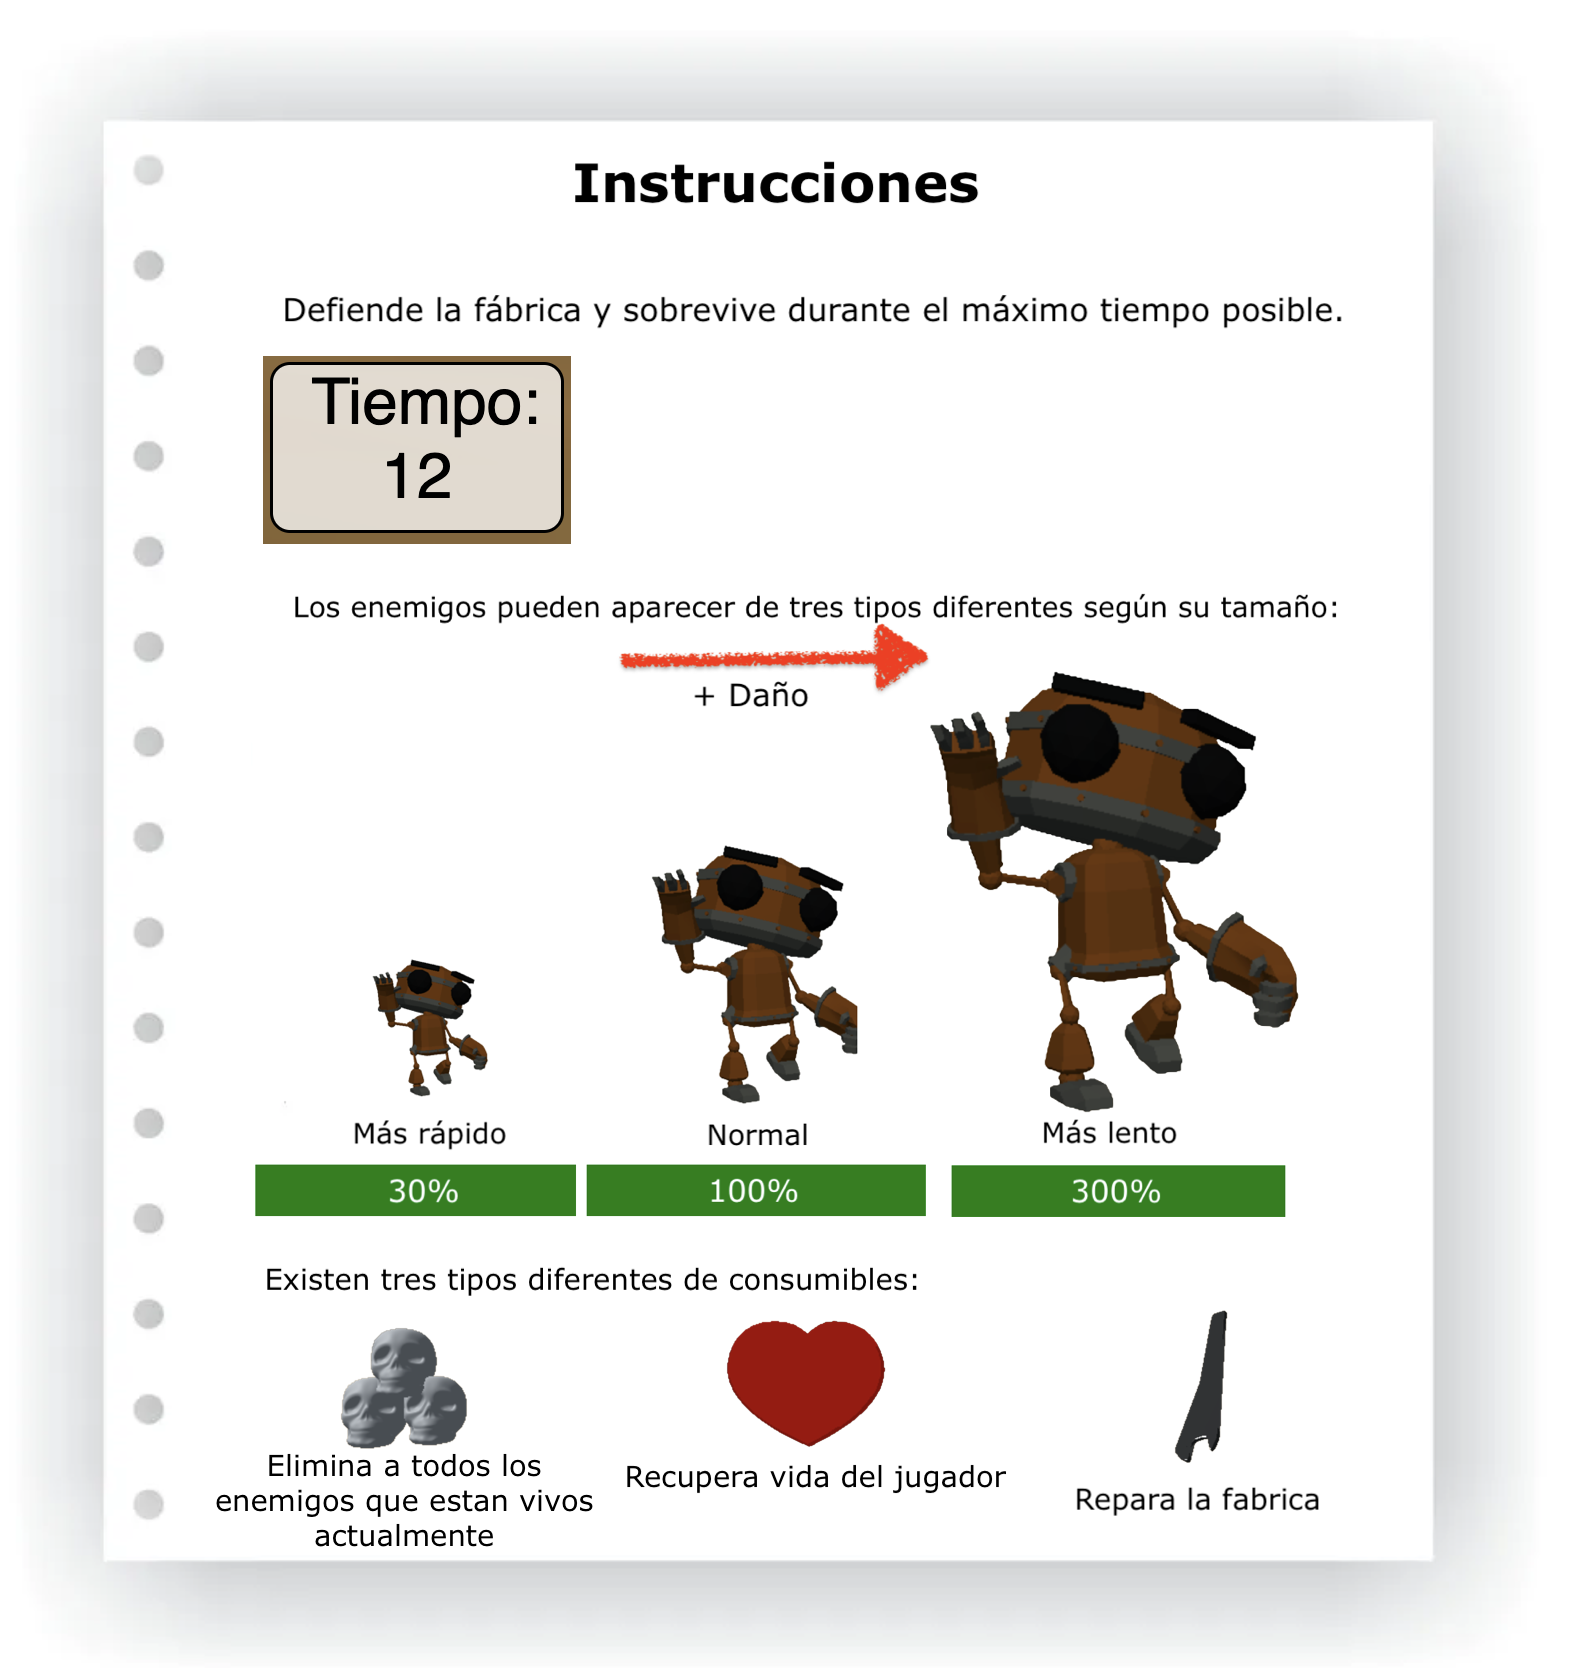 Instrucciones
Defiende la fábrica y sobrevive durante el máximo tiempo posible.
Tiempo:
12
Los enemigos pueden aparecer de tres tipos diferentes según su tamaño:
+ Daño
Más rápido
Normal
Más lento
30%
100%
300%
Existen tres tipos diferentes de consumibles:
Elimina a todos los
enemigos que estan vivos
actualmente
Recupera vida del jugador
Repara la fabrica